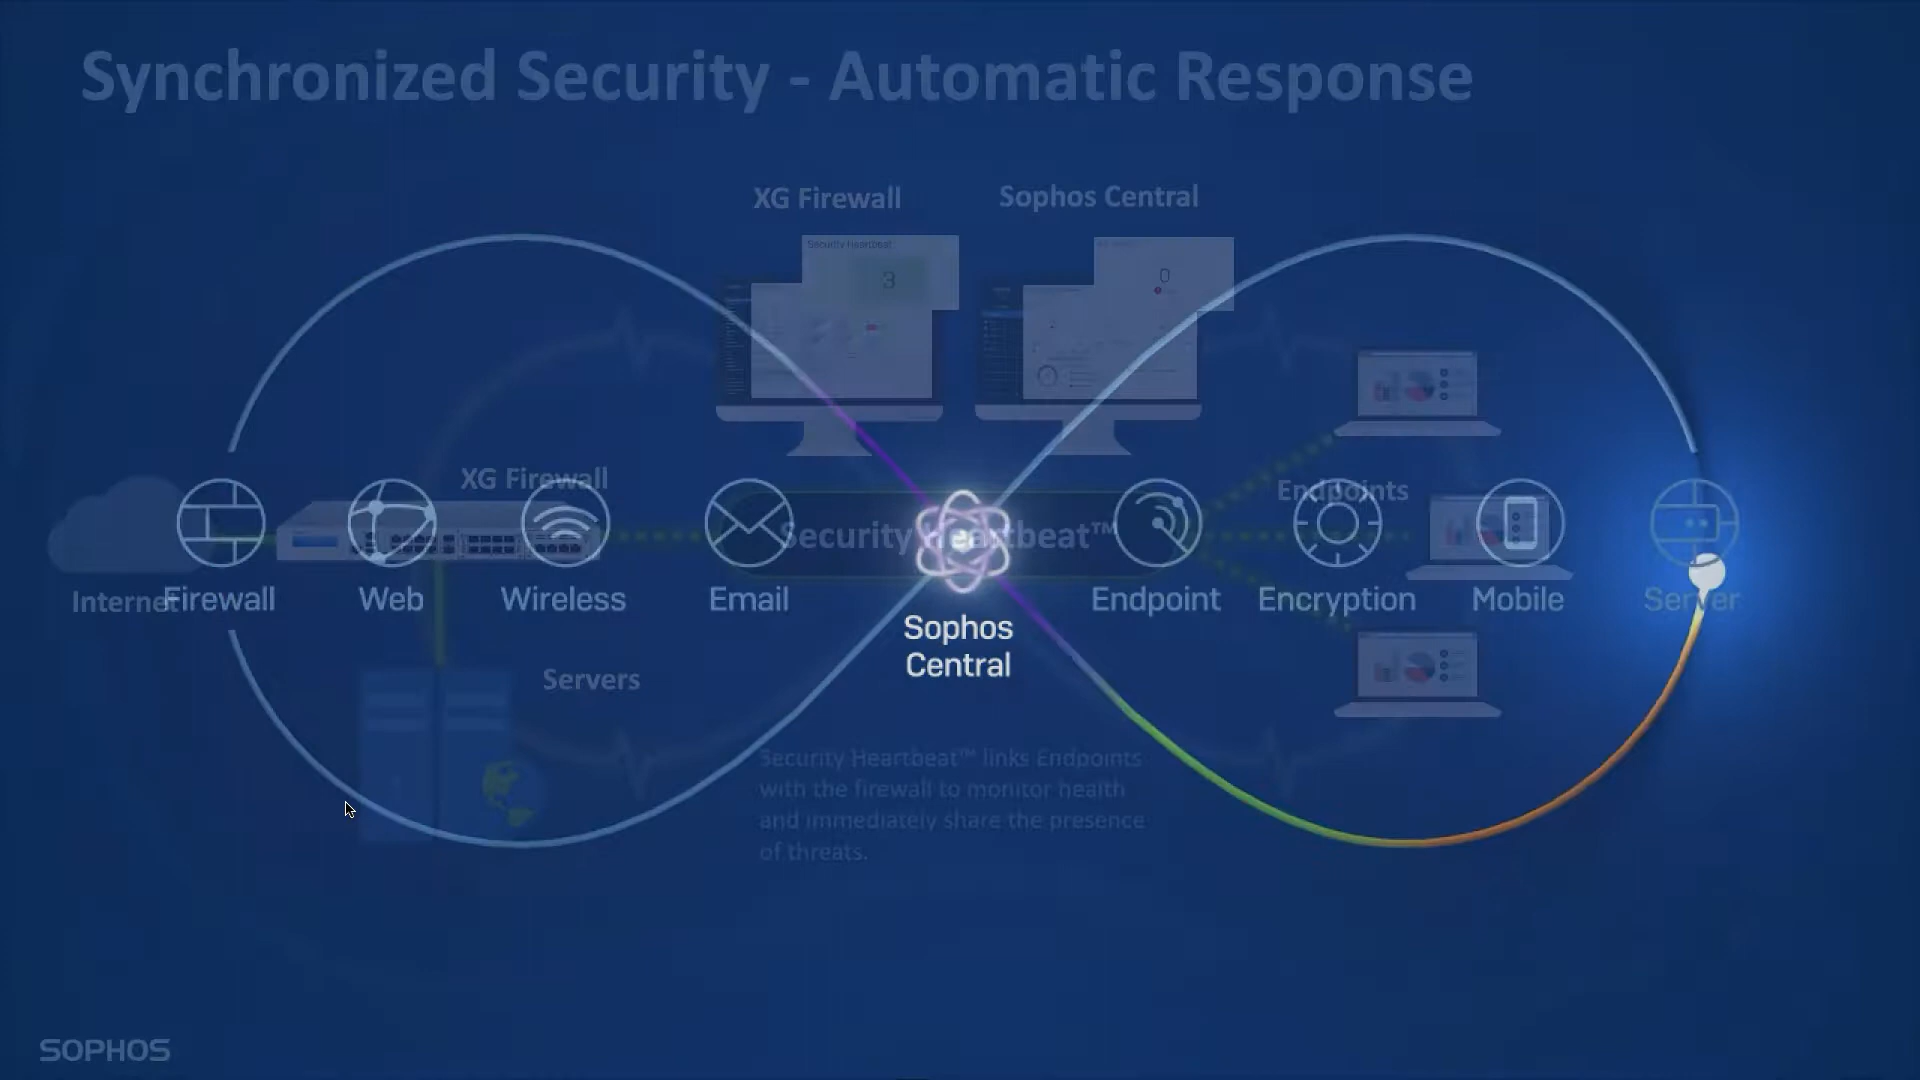 Synchronized Security - Automatic Response
XG Firewall
Sophos Central
Security Heartbeat
3
0
XG Firewall
Endpoints
Security Heartbeat™
Internet
Firewall
Web
Wireless
Email
Endpoint
Encryption
Mobile
Server
Sophos
Central
Servers
Security Heartbeat™ links Endpoints
with the firewall to monitor health
and immediately share the presence
of threats.
SOPHOS